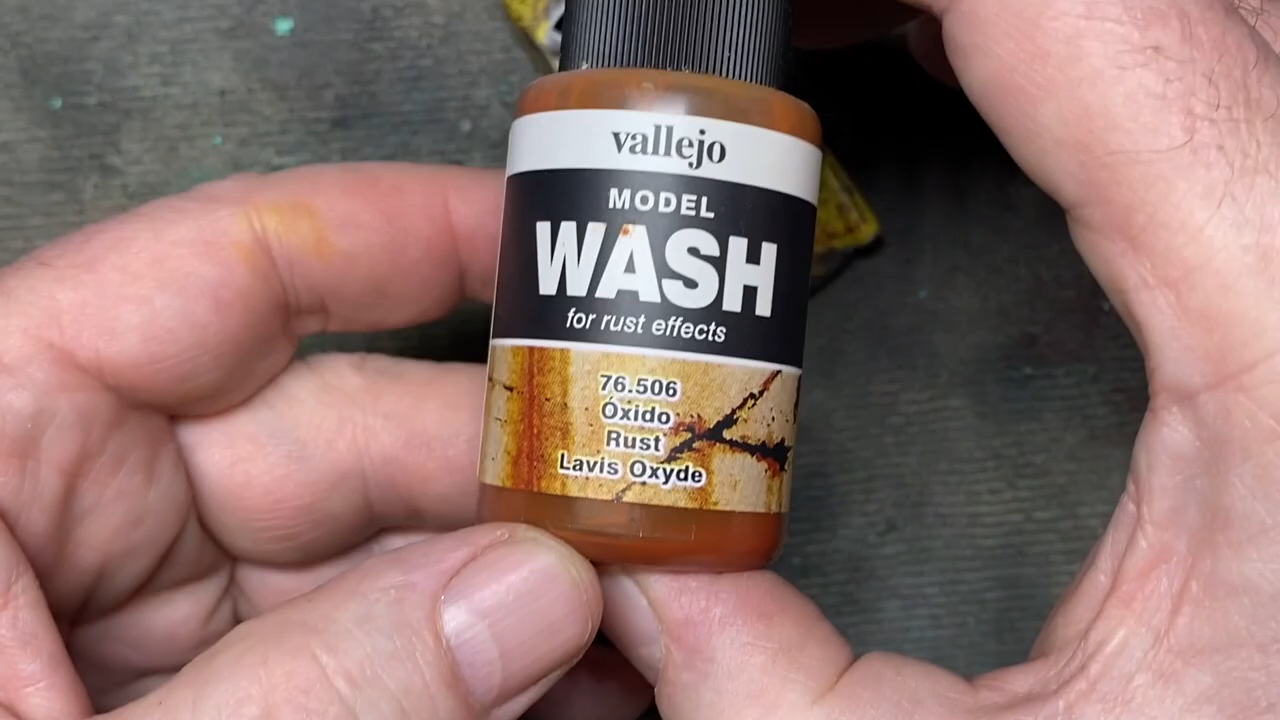 vallejo
MODEL
WASH
for rust effects
76.506
Óxido
Rust
Lavis Oxyde